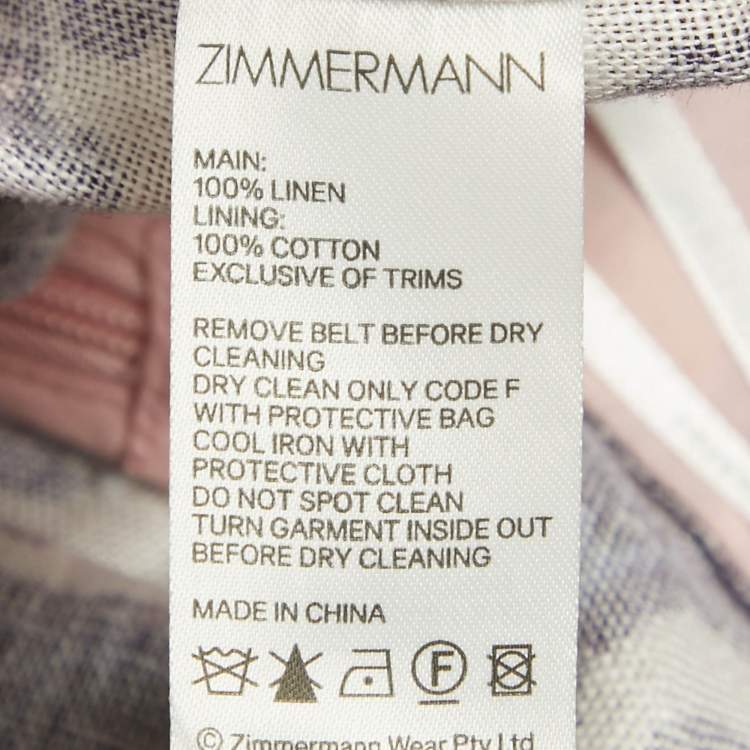 ZIMMERMANN
MAIN:
100% LINEN
LINING:
100% COTTON
EXCLUSIVE OF TRIMS
REMOVE BELT BEFORE DRY
CLEANING
DRY CLEAN ONLY CODE F
WITH PROTECTIVE BAG
COOL IRON WITH
PROTECTIVE CLOTH
DO NOT SPOT CLEAN
TURN GARMENT INSIDE OUT
BEFORE DRY CLEANING
MADE IN CHINA
F
© Zimmermann Wear Pty Ltd